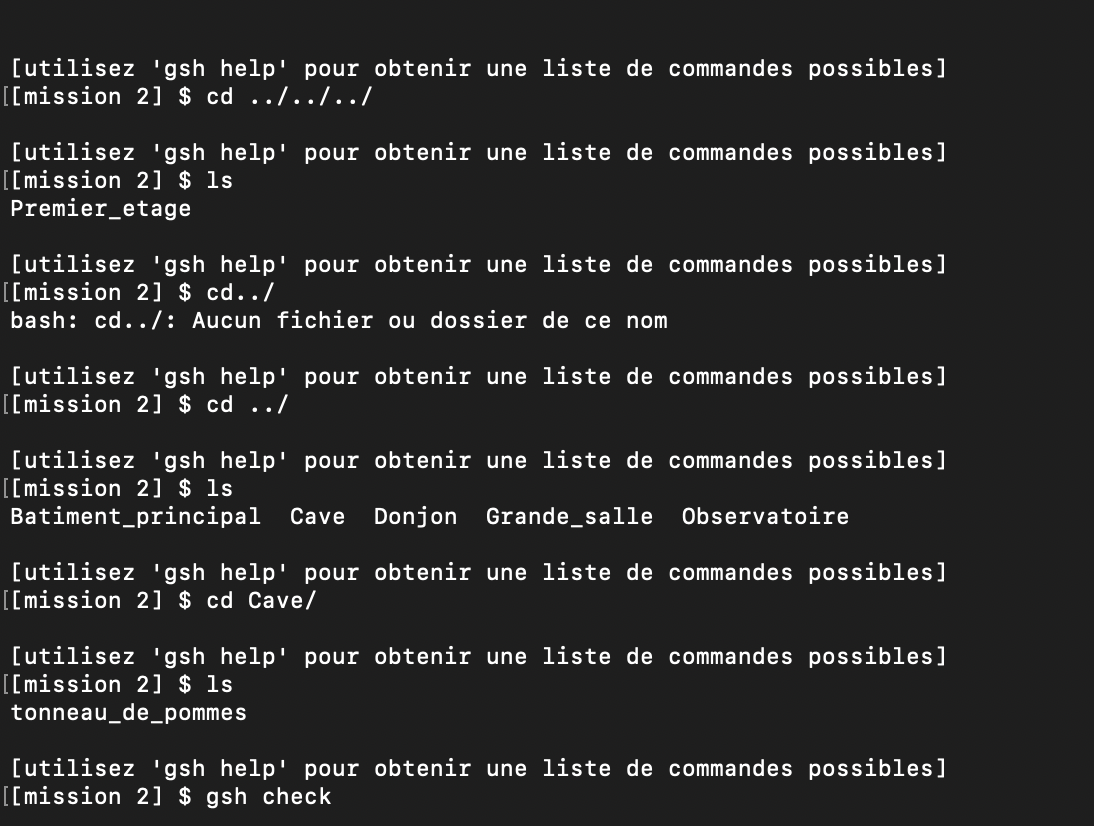 [utilisez 'gsh help' pour obtenir une liste de commandes possibles]
[[mission 2] $ cd ../../../
[utilisez 'gsh help' pour obtenir une liste de commandes possibles]
[[mission 2] $ ls
Premier_etage
[utilisez 'gsh help' pour obtenir une liste de commandes possibles]
[[mission 2] $ cd../
bash: cd../: Aucun fichier ou dossier de ce nom
[utilisez 'gsh help' pour obtenir une liste de commandes possibles]
[[mission 2] $ cd ../
[utilisez 'gsh help' pour obtenir une liste de commandes possibles]
[[mission 2] $ ls
Batiment_principal  Cave  Donjon  Grande_salle  Observatoire
[utilisez 'gsh help' pour obtenir une liste de commandes possibles]
[[mission 2] $ cd Cave/
[utilisez 'gsh help' pour obtenir une liste de commandes possibles]
[[mission 2] $ ls
tonneau_de_pommes
[utilisez 'gsh help' pour obtenir une liste de commandes possibles]
[[mission 2] $ gsh check